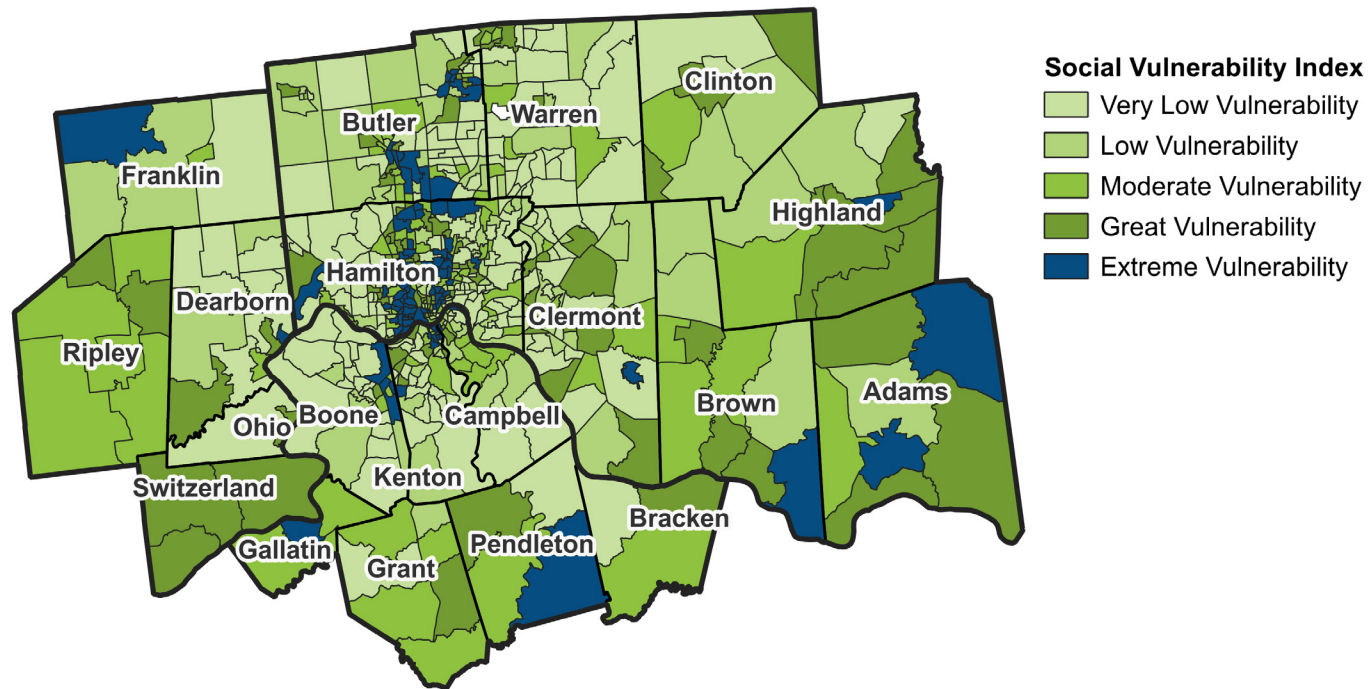 Social Vulnerability Index
Very Low Vulnerability
Low Vulnerability
Moderate Vulnerability
Great Vulnerability
Extreme Vulnerability
Clinton
Warren
Butler
Franklin
Highland
Hamilton
Dearborn
Clermont
Ripley
Adams
Brown
Boone
Campbell
Ohio
Kenton
Switzerland
Bracken
Pendleton
Gallatin
Grant